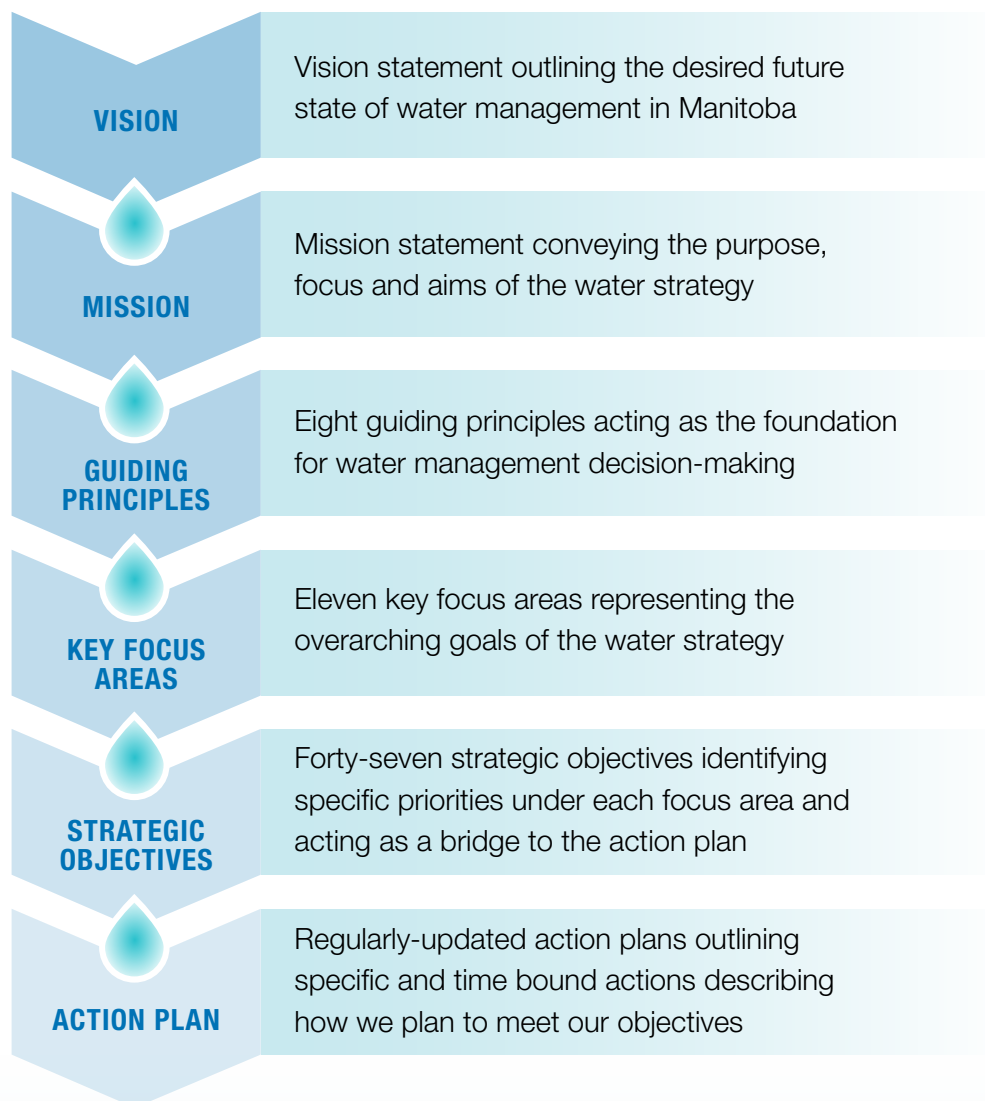 VISION
Vision statement outlining the desired future
state of water management in Manitoba
MISSION
Mission statement conveying the purpose,
focus and aims of the water strategy
GUIDING
PRINCIPLES
Eight guiding principles acting as the foundation
for water management decision-making
KEY FOCUS
AREAS
Eleven key focus areas representing the
overarching goals of the water strategy
STRATEGIC
OBJECTIVES
Forty-seven strategic objectives identifying
specific priorities under each focus area and
acting as a bridge to the action plan
ACTION PLAN
Regularly-updated action plans outlining
specific and time bound actions describing
how we plan to meet our objectives